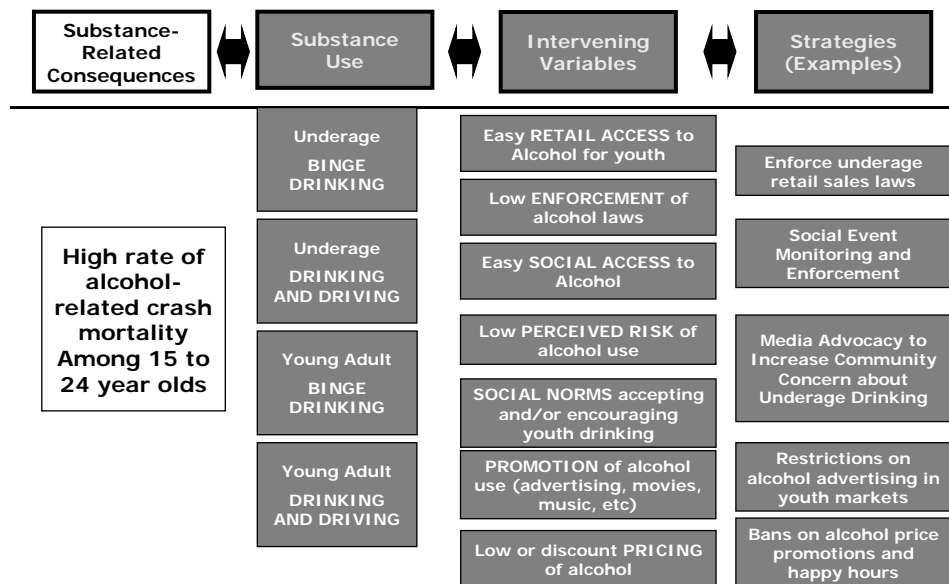 Substance-
Related
Consequences
Substance
Use
Intervening
Variables
Strategies
(Examples)
High rate of
alcohol-
related crash
mortality
Among 15 to
24 year olds
Underage
BINGE
DRINKING
Underage
DRINKING
AND DRIVING
Young Adult
BINGE
DRINKING
Young Adult
DRINKING
AND DRIVING
Easy RETAIL ACCESS to
Alcohol for youth
Low ENFORCEMENT of
alcohol laws
Easy SOCIAL ACCESS to
Alcohol
Low PERCEIVED RISK of
alcohol use
SOCIAL NORMS accepting
and/or encouraging
youth drinking
PROMOTION of alcohol
use (advertising, movies,
music, etc)
Low or discount PRICING
of alcohol
Enforce underage
retail sales laws
Social Event
Monitoring and
Enforcement
Media Advocacy to
Increase Community
Concern about
Underage Drinking
Restrictions on
alcohol advertising in
youth markets
Bans on alcohol price
promotions and
happy hours